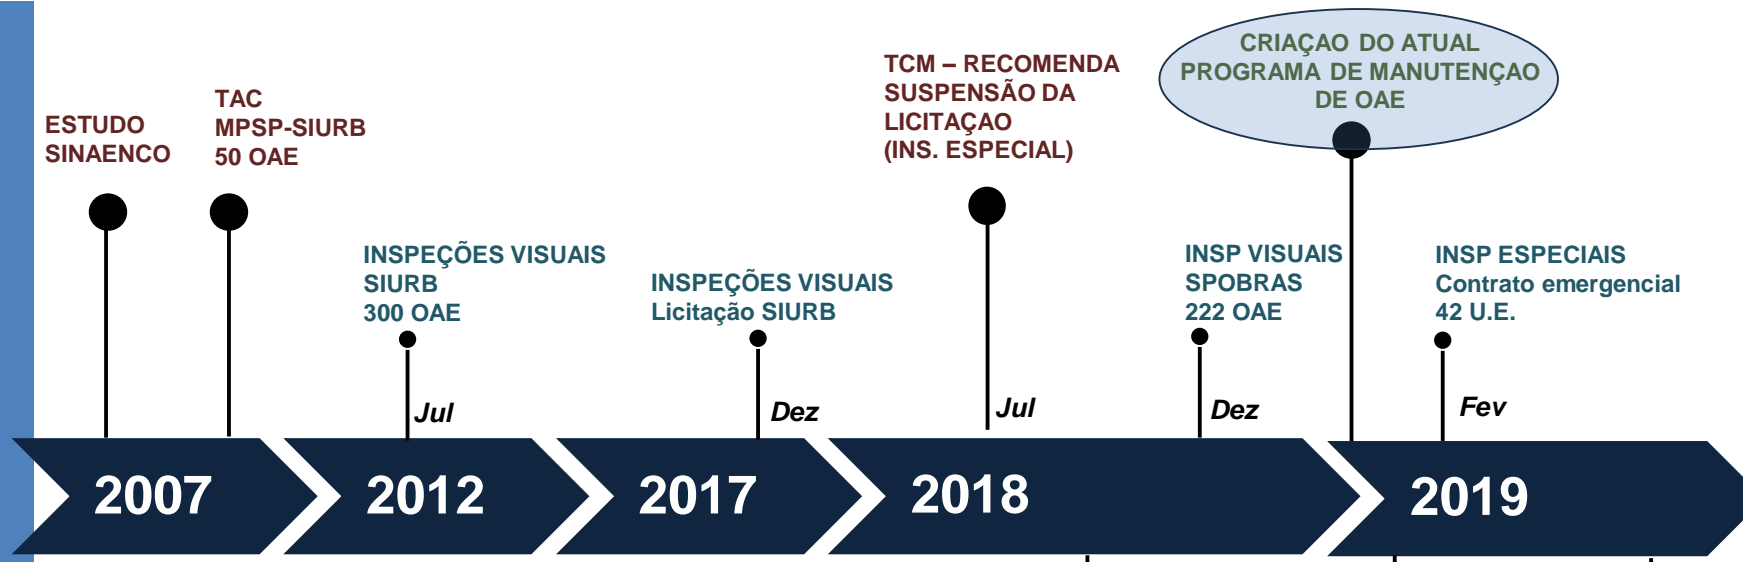 ESTUDO
SINAENCO
TAC
MPSP-SIURB
50 OAE
INSPEÇÕES VISUAIS
SIURB
300 OAE
Jul
INSPEÇÕES VISUAIS
Licitação SIURB
Dez
TCM – RECOMENDA
SUSPENSÃO DA
LICITAÇAO
(INS. ESPECIAL)
Jul
INSP VISUAIS
SPOBRAS
222 OAE
Dez
CRIAÇAO DO ATUAL
PROGRAMA DE MANUTENÇAO
DE OAE
INSP ESPECIAIS
Contrato emergencial
42 U.E.
Fev
2007
2012
2017
2018
2019